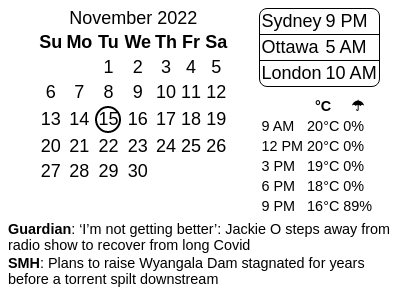 November 2022
Su Mo Tu We Th Fr Sa
1 2 3 4 5
6 7 8 9 10 11 12
13 14 15 16 17 18 19
20 21 22 23 24 25 26
27 28 29 30
Sydney 9 PM
Ottawa 5 AM
London 10 AM
°C ☂
9 AM 20°C 0%
12 PM 20°C 0%
3 PM 19°C 0%
6 PM 18°C 0%
9 PM 16°C 89%
Guardian: ‘I’m not getting better’: Jackie O steps away from
radio show to recover from long Covid
SMH: Plans to raise Wyangala Dam stagnated for years
before a torrent spilt downstream